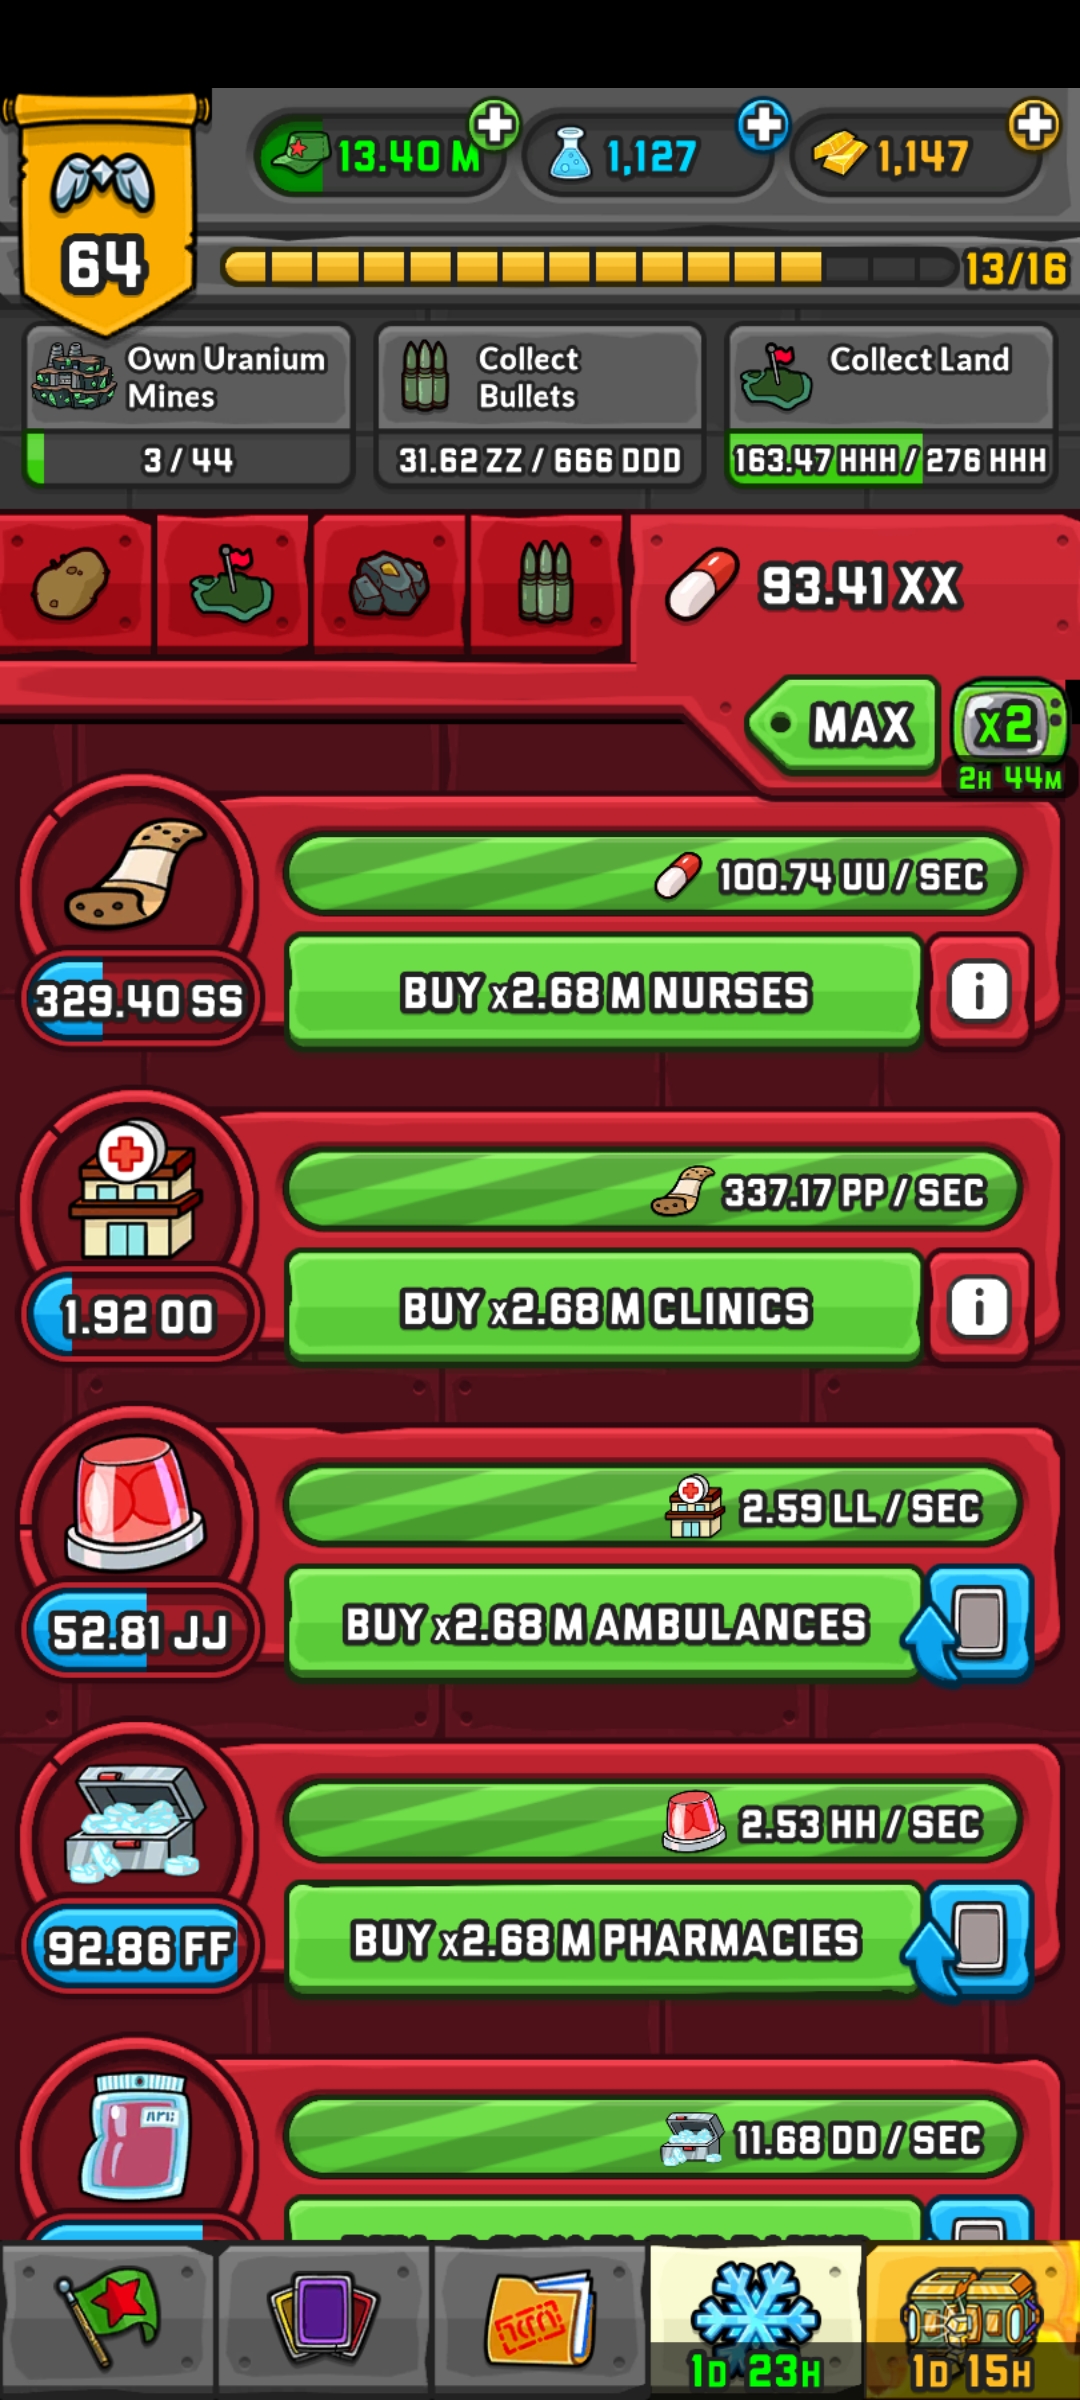 64
13.40 M
1,127
1,147
13/16
Own Uranium
Mines
3 / 44
Collect
Bullets
31.62 ZZ / 666 DDD
Collect Land
163.47 HHH / 276 HHH
93.41 XX
MAX
x2
2H 44M
100.74 UU / SEC
329.40 SS
BUY x2.68 M NURSES
i
337.17 PP / SEC
1.92 OO
BUY x2.68 M CLINICS
i
2.59 LL / SEC
52.81 JJ
BUY x2.68 M AMBULANCES
2.53 HH / SEC
92.86 FF
BUY x2.68 M PHARMACIES
11.68 DD / SEC
1D 23H
1D 15H